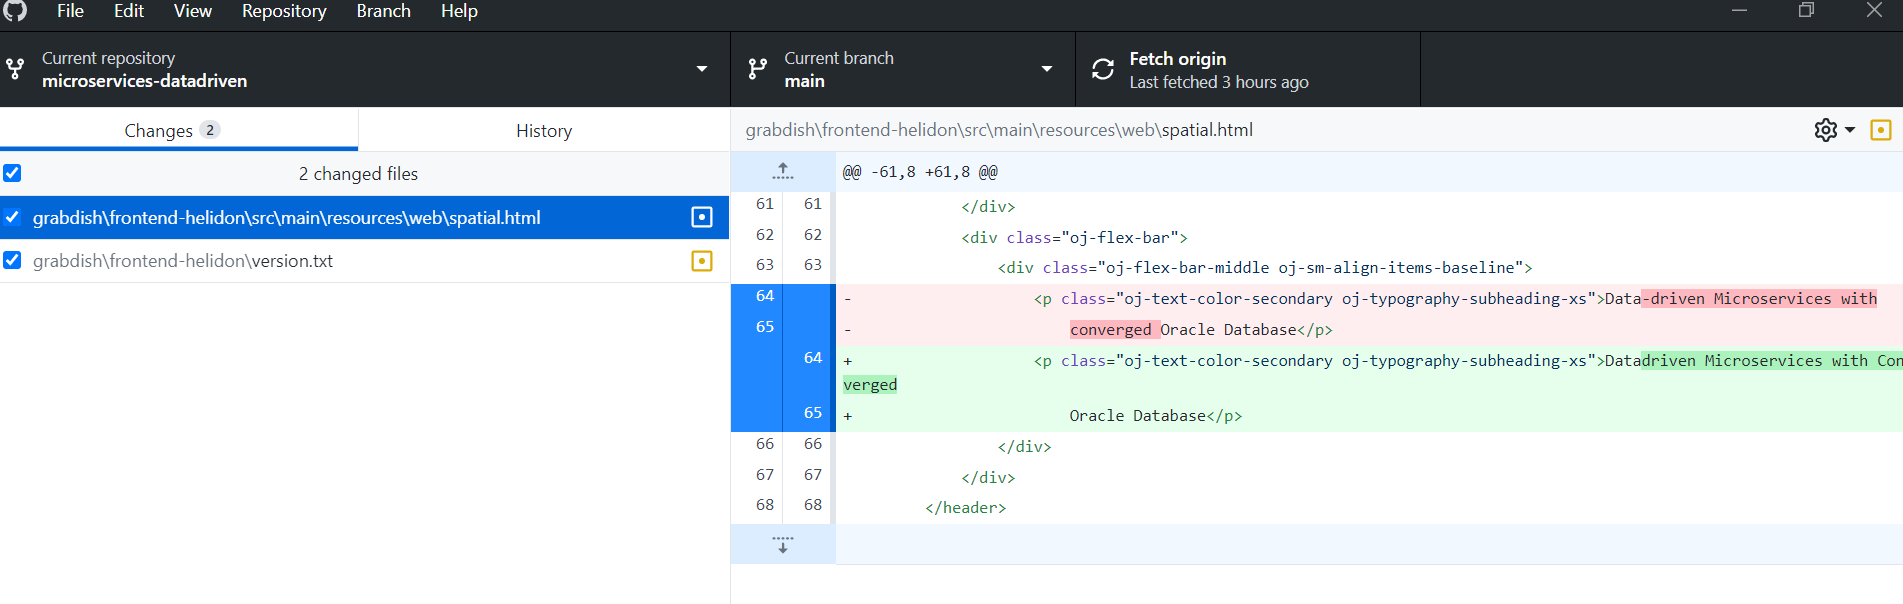 File Edit View Repository Branch Help
Current repository
microservices-datadriven
Current branch
main
Fetch origin
Last fetched 3 hours ago
Changes 2
History
2 changed files
grabdish\frontend-helidon\src\main\resources\web\spatial.html
grabdish\frontend-helidon\version.txt
grabdish\frontend-helidon\src\main\resources\web\spatial.html
@@ -61,8 +61,8 @@
61 61 </div>
62 62 <div class="oj-flex-bar">
63 63 <div class="oj-flex-bar-middle oj-sm-align-items-baseline">
64 - <p class="oj-text-color-secondary oj-typography-subheading-xs">Data-driven Microservices with
65 - converged Oracle Database</p>
64 + <p class="oj-text-color-secondary oj-typography-subheading-xs">Datadriven Microservices with Con
verged
65 + Oracle Database</p>
66 66 </div>
67 67 </div>
68 68 </header>